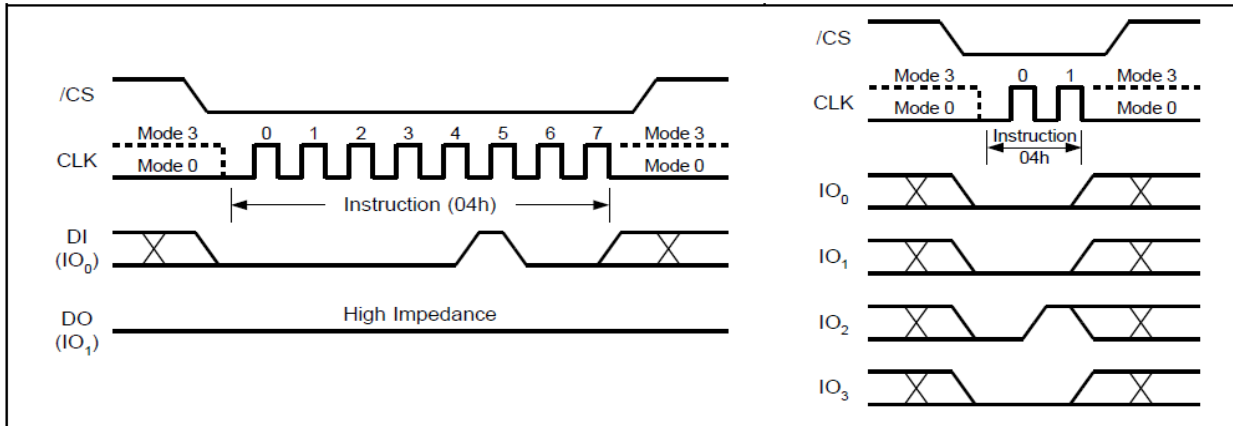 /CS
Mode 3 0 1 2 3 4 5 6 7 Mode 3
CLK
Mode 0 Mode 0
Instruction (04h)
DI
(IO0)
High Impedance
DO
(IO1)
/CS
Mode 3 0 1 Mode 3
CLK
Mode 0 Mode 0
Instruction
04h
IO0
IO1
IO2
IO3